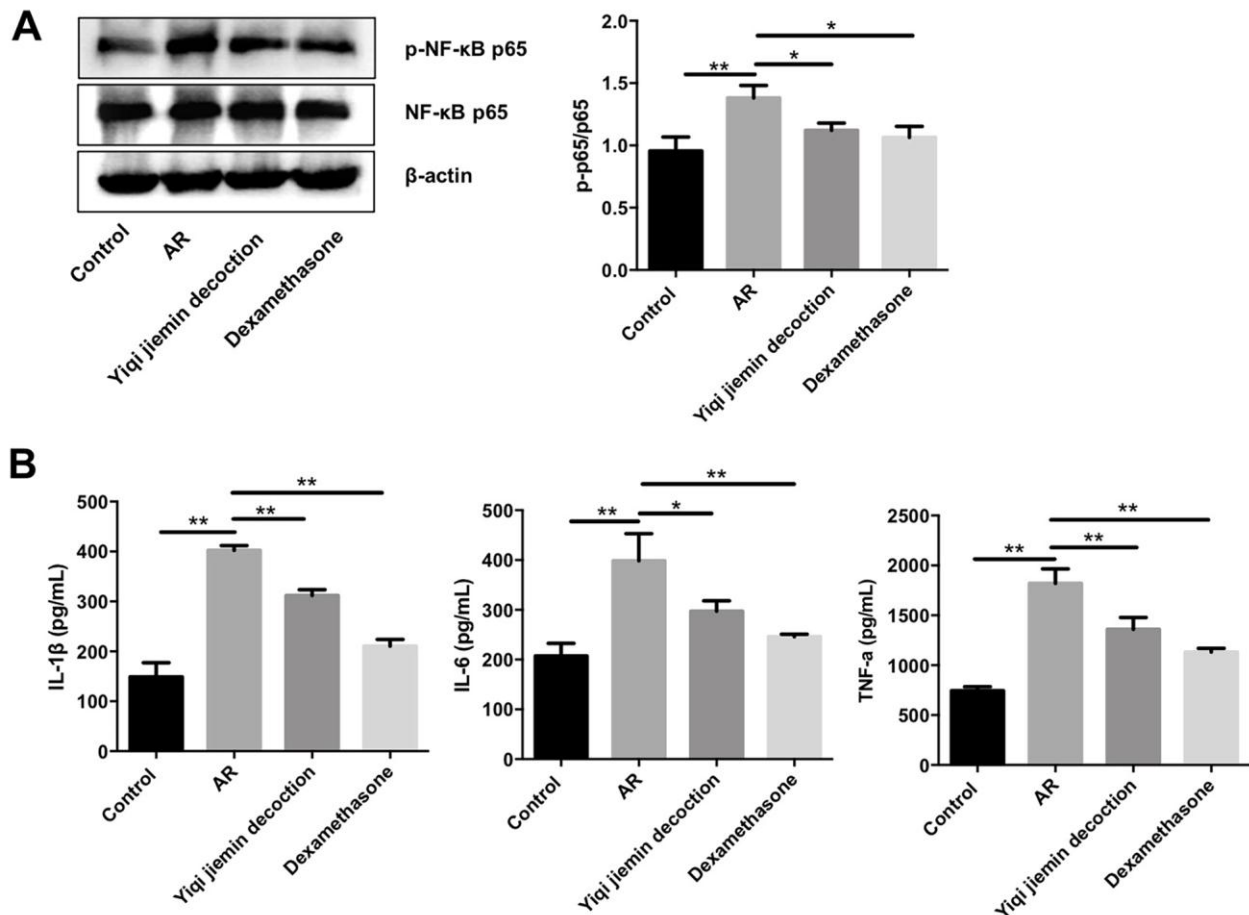 A
p-NF-κB p65
NF-κB p65
β-actin
Control
AR
Yiqi jiemin decoction
Dexamethasone
p-p65/p65
2.0
1.5
1.0
0.5
0.0
**
*
*
Control
AR
Yiqi jiemin decoction
Dexamethasone
B
IL-1β (pg/mL)
500
400
300
200
100
0
**
**
**
Control
AR
Yiqi jiemin decoction
Dexamethasone
IL-6 (pg/mL)
500
400
300
200
100
0
**
*
**
Control
AR
Yiqi jiemin decoction
Dexamethasone
TNF-a (pg/mL)
2500
2000
1500
1000
500
0
**
**
**
Control
AR
Yiqi jiemin decoction
Dexamethasone